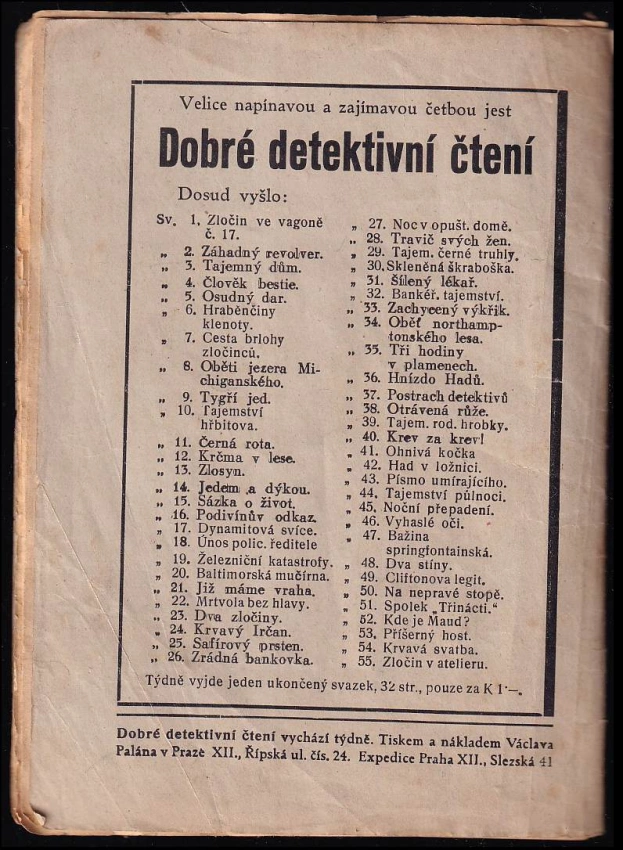 Velice napínavou a zajímavou četbou jest
Dobré detektivní čtení
Dosud vyšlo:
Sv. 1. Zločin ve vagoně
č. 17.
„ 2. Záhadný revolver.
„ 3. Tajemný dům.
„ 4. Člověk bestie.
„ 5. Osudný dar.
„ 6. Hraběnčiny
klenoty.
„ 7. Cesta brlohy
zločinců.
„ 8. Oběti jezera Mi-
chiganského.
„ 9. Tygří jed.
„ 10. Tajemství
hřbitova.
„ 11. Černá rota.
„ 12. Krčma v lese.
„ 13. Zlosyn.
„ 14. Jedem a dýkou.
„ 15. Sázka o život.
„ 16. Podivínův odkaz.
„ 17. Dynamitová svíce.
„ 18. Únos polic. ředitele
„ 19. Železniční katastrofy.
„ 20. Baltimorská mučírna.
„ 21. Již máme vraha.
„ 22. Mrtvola bez hlavy.
„ 23. Dva zločiny.
„ 24. Krvavý Irčan.
„ 25. Safírový prsten.
„ 26. Zrádná bankovka.
„ 27. Noc v opušt. domě.
„ 28. Travič svých žen.
„ 29. Tajem. černé truhly.
„ 30. Skleněná škraboška.
„ 31. Šílený lékař.
„ 32. Bankéř. tajemství.
„ 33. Zachycený výkřik.
„ 34. Oběť northamp-
tonského lesa.
„ 35. Tři hodiny
v plamenech.
„ 36. Hnízdo Hadů.
„ 37. Postrach detektivů
„ 38. Otrávená růže.
„ 39. Tajem. rod. hrobky.
„ 40. Krev za krev!
„ 41. Ohnivá kočka
„ 42. Had v ložnici.
„ 43. Písmo umírajícího.
„ 44. Tajemství půlnoci.
„ 45. Noční přepadení.
„ 46. Vyhaslé oči.
„ 47. Bažina
springfontainská.
„ 48. Dva stíny.
„ 49. Cliftonova legit.
„ 50. Na nepravé stopě.
„ 51. Spolek „Třinácti.“
„ 52. Kde je Maud?
„ 53. Příšerný host.
„ 54. Krvavá svatba.
„ 55. Zločin v atelieru.
Týdně vyjde jeden ukončený svazek, 32 str., pouze za K 1·—.
Dobré detektivní čtení vychází týdně. Tiskem a nákladem Václava
Palána v Praze XII., Řípská ul. čís. 24. Expedice Praha XII., Slezská 41